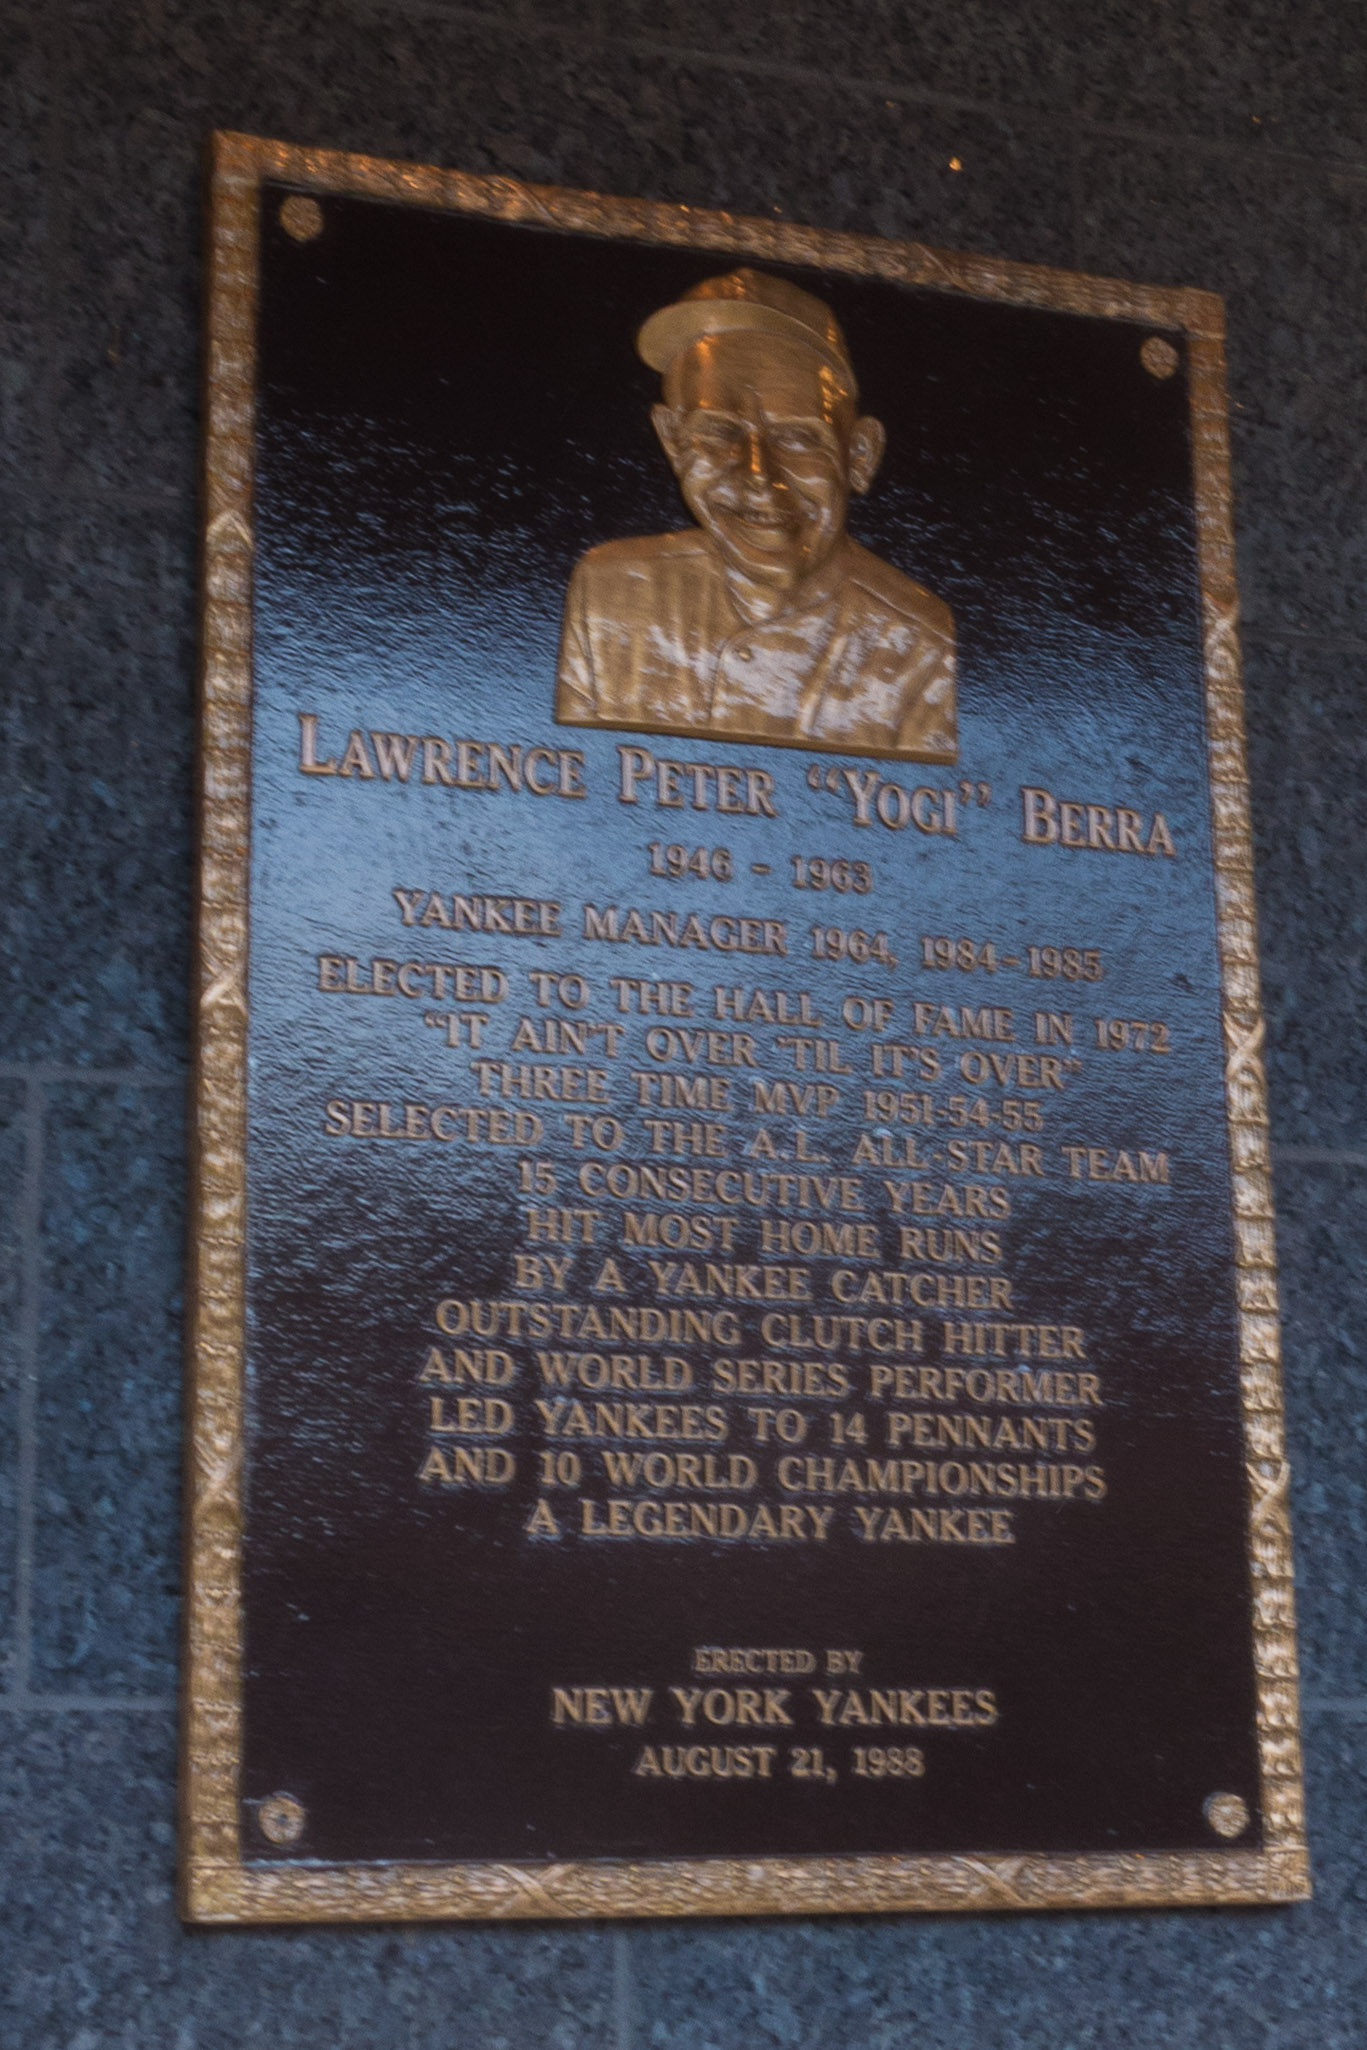 LAWRENCE PETER “YOGI” BERRA
1946 - 1963
YANKEE MANAGER 1964, 1984-1985
ELECTED TO THE HALL OF FAME IN 1972
“IT AIN'T OVER 'TIL IT'S OVER”
THREE TIME MVP 1951-54-55
SELECTED TO THE A.L. ALL-STAR TEAM
15 CONSECUTIVE YEARS
HIT MOST HOME RUNS
BY A YANKEE CATCHER
OUTSTANDING CLUTCH HITTER
AND WORLD SERIES PERFORMER
LED YANKEES TO 14 PENNANTS
AND 10 WORLD CHAMPIONSHIPS
A LEGENDARY YANKEE
ERECTED BY
NEW YORK YANKEES
AUGUST 21, 1988